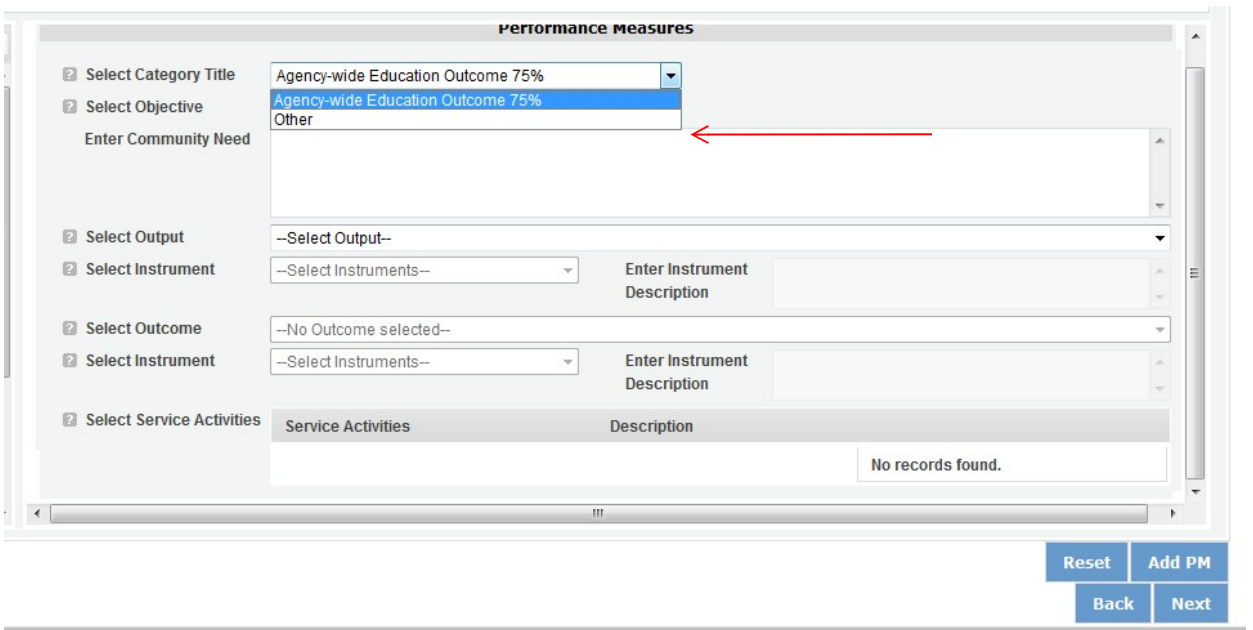 Performance Measures
Select Category Title Agency-wide Education Outcome 75%
Agency-wide Education Outcome 75%
Select Objective
Other
Enter Community Need
Select Output --Select Output--
Select Instrument --Select Instruments-- Enter Instrument
Description
Select Outcome --No Outcome selected--
Select Instrument --Select Instruments-- Enter Instrument
Description
Select Service Activities Service Activities Description
No records found.
Reset Add PM
Back Next